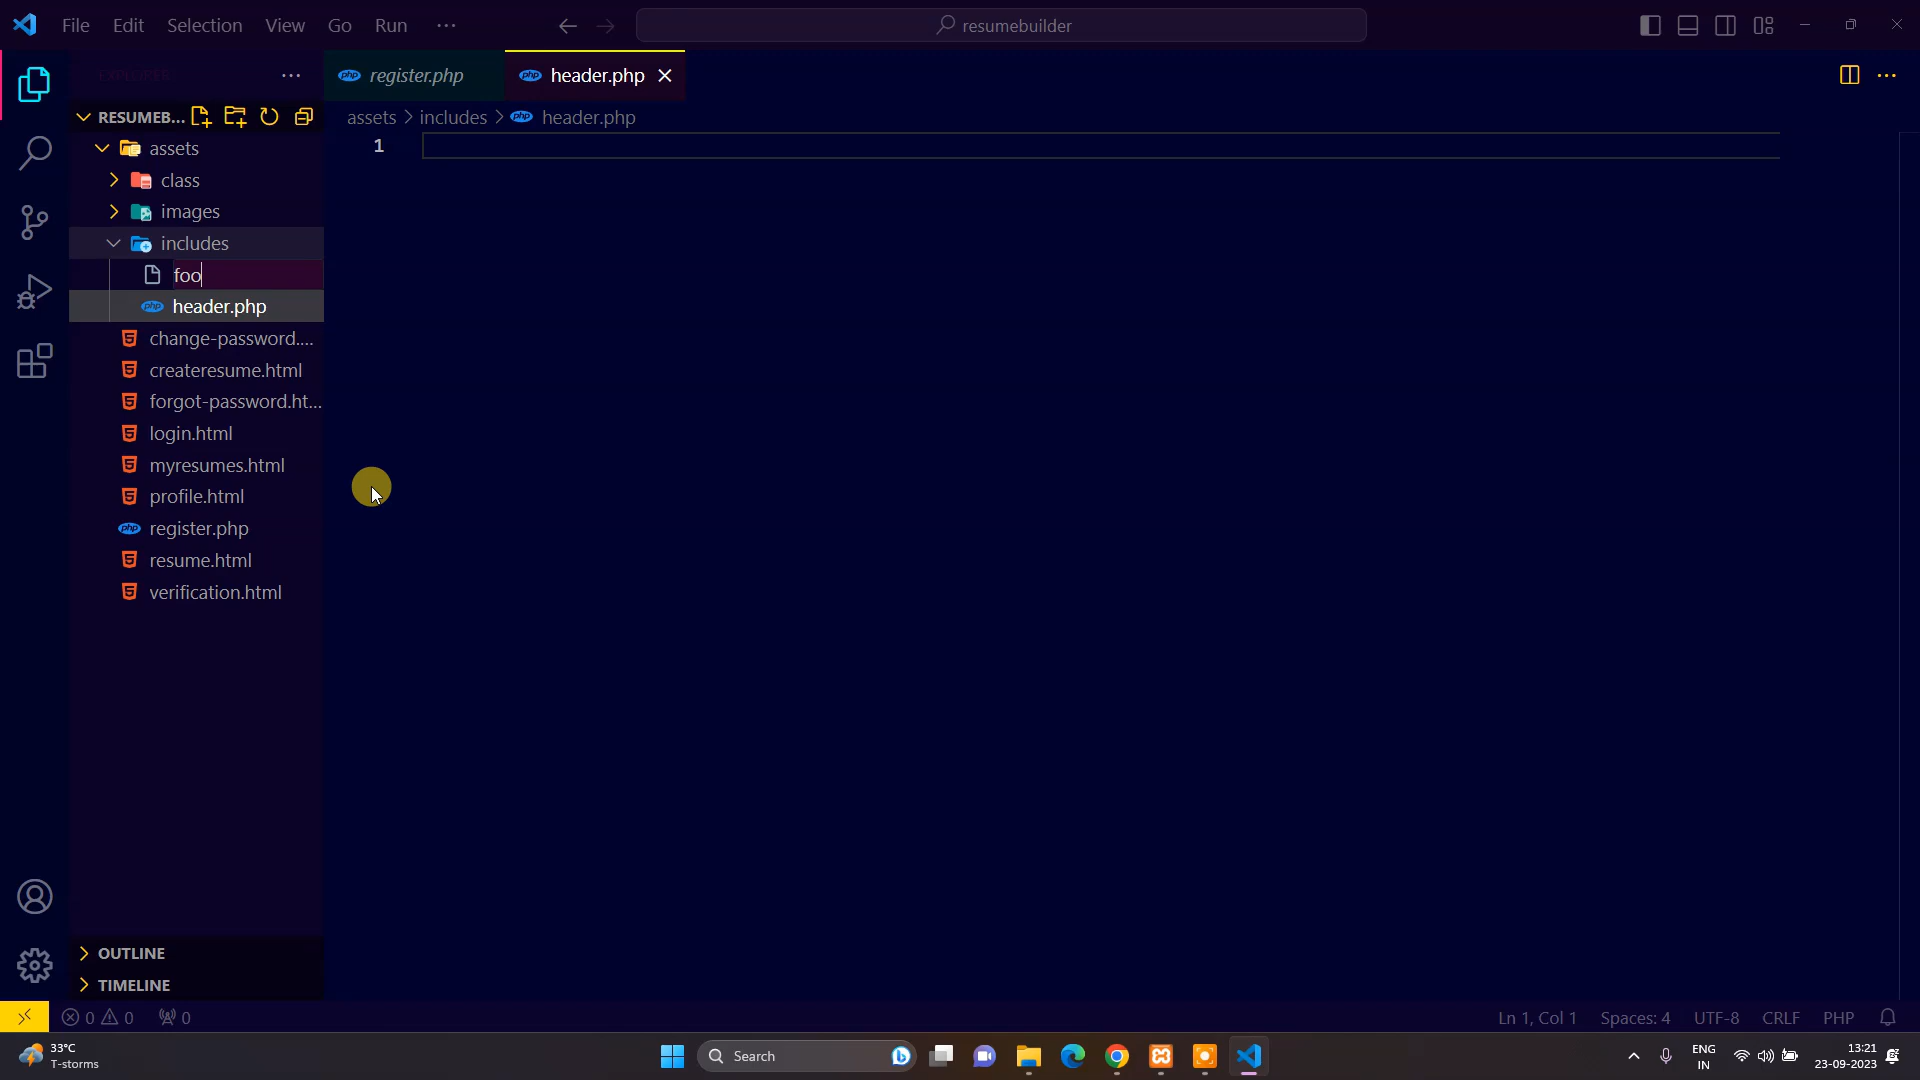 File Edit Selection View Go Run ···
resumebuilder
EXPLORER ···
register.php
header.php
RESUMEB...
assets > includes > header.php
assets
1
class
images
includes
foo
header.php
change-password....
createresume.html
forgot-password.ht...
login.html
myresumes.html
profile.html
register.php
resume.html
verification.html
OUTLINE
TIMELINE
0 0 0
Ln 1, Col 1 Spaces: 4 UTF-8 CRLF PHP
33°C
T-storms
Search
ENG
IN
13:21
23-09-2023